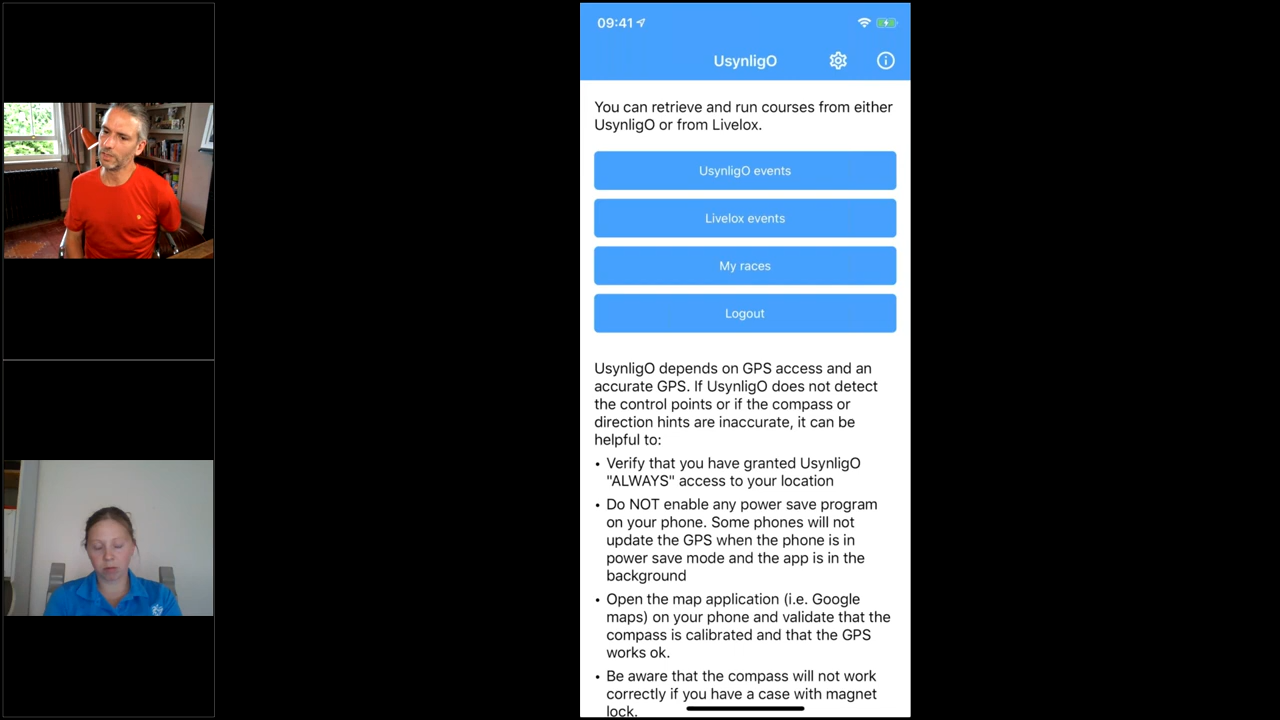 09:41
UsynligO
You can retrieve and run courses from either
UsynligO or from Livelox.
UsynligO events
Livelox events
My races
Logout
UsynligO depends on GPS access and an
accurate GPS. If UsynligO does not detect
the control points or if the compass or
direction hints are inaccurate, it can be
helpful to:
• Verify that you have granted UsynligO
"ALWAYS" access to your location
• Do NOT enable any power save program
on your phone. Some phones will not
update the GPS when the phone is in
power save mode and the app is in the
background
• Open the map application (i.e. Google
maps) on your phone and validate that the
compass is calibrated and that the GPS
works ok.
• Be aware that the compass will not work
correctly if you have a case with magnet
lock.